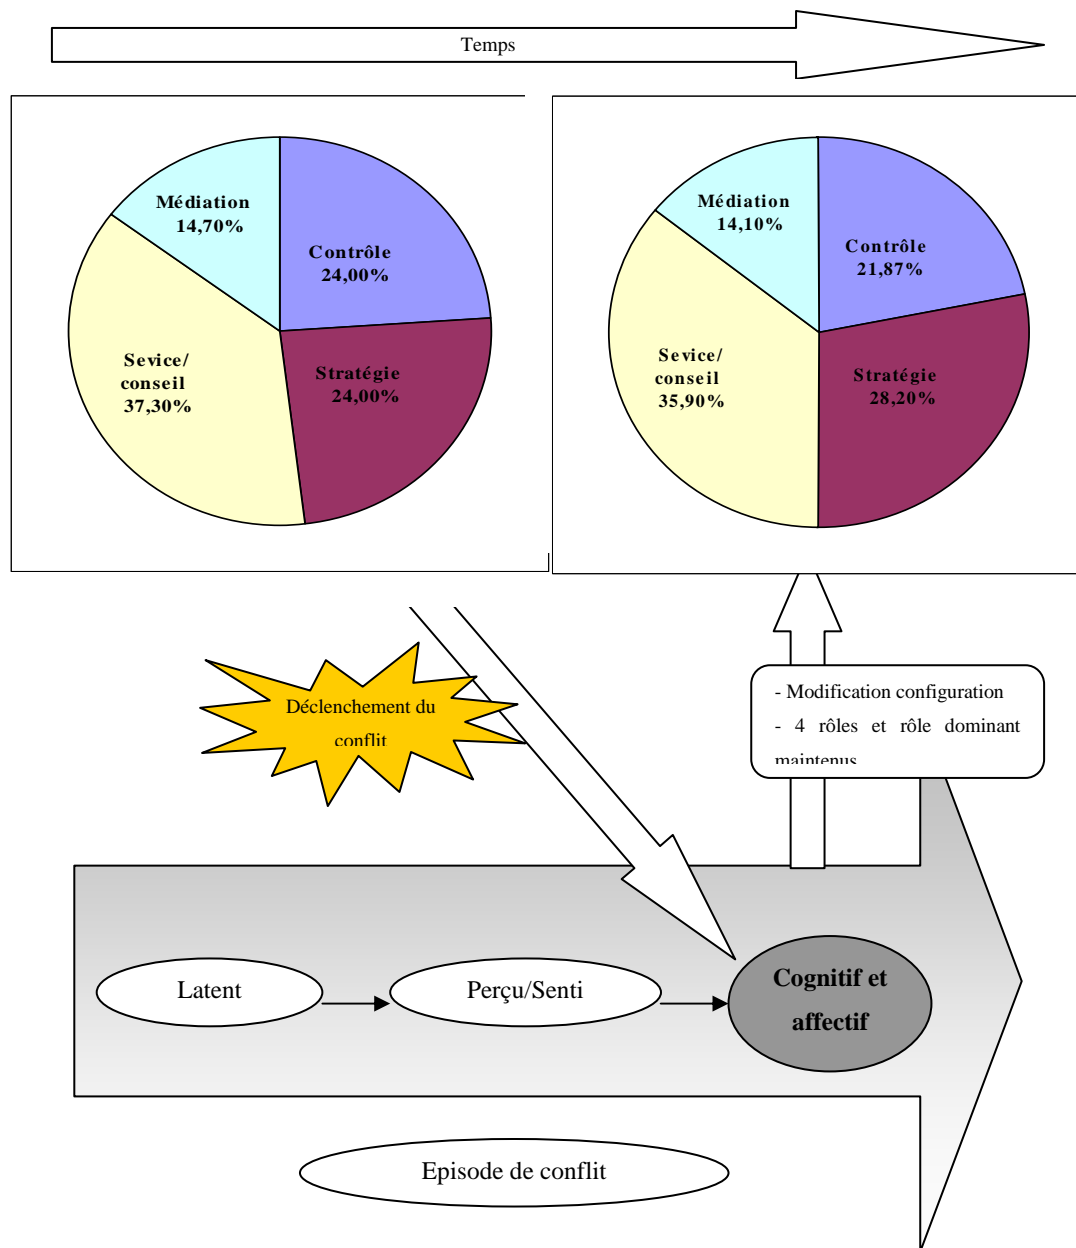 Temps
Médiation
14,70%
Contrôle
24,00%
Sevice/
conseil
37,30%
Stratégie
24,00%
Médiation
14,10%
Contrôle
21,87%
Sevice/
conseil
35,90%
Stratégie
28,20%
Déclenchement du
conflit
- Modification configuration
- 4 rôles et rôle dominant
maintenus
Latent
Perçu/Senti
Cognitif et
affectif
Episode de conflit